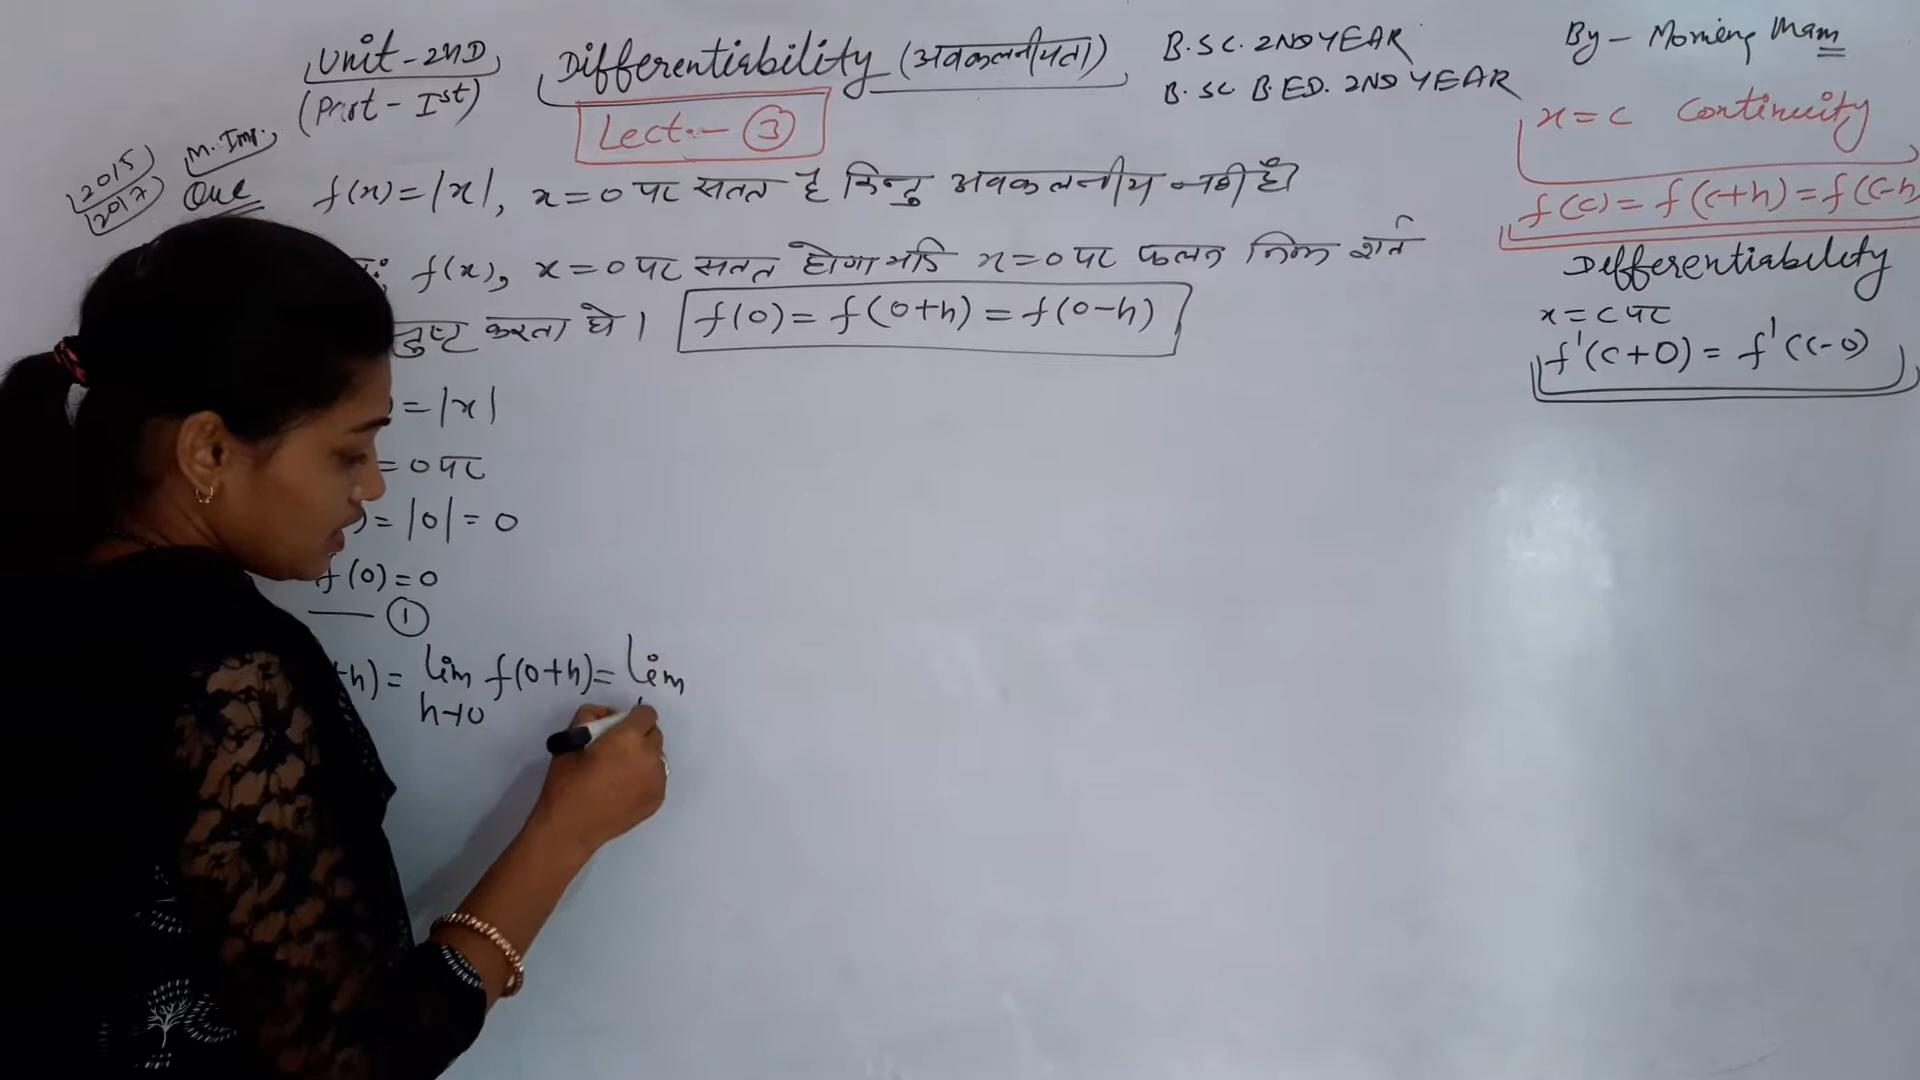 Unit-2ND
(Part-Ist)
Differentiability (अवकलनीयता)
Lect.- 3
B.SC. 2ND YEAR
B.SC B.ED. 2ND YEAR
By - Morning Mam
x=c Continuity
f(c) = f(c+h) = f(c-h
Differentiability
x=c पर
f'(c+0) = f'(c-0)
2015
2017
M. Imp.
Que f(x)=|x|, x=0 पर सतत है किन्तु अवकलनीय नही है।
f(x), x=0 पर सतत होगा यदि x=0 पर फलन निम्न शर्त
तुष्ट करता हो। f(0) = f(0+h) = f(0-h)
) = |x|
= 0 पर
) = |0| = 0
f(0) = 0
— 1
+h) = lim f(0+h) = lim
h→0